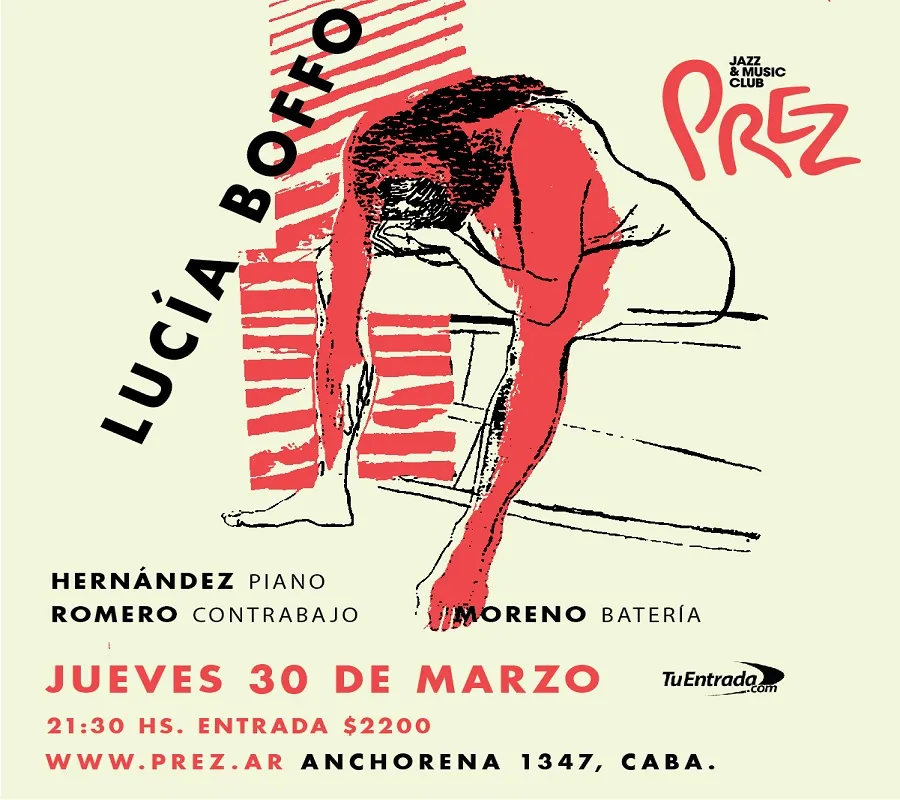 LUCÍA BOFFO
JAZZ
& MUSIC
CLUB
PREZ
HERNÁNDEZ PIANO
ROMERO CONTRABAJO MORENO BATERÍA
JUEVES 30 DE MARZO
TuEntrada.com
21:30 HS. ENTRADA $2200
WWW.PREZ.AR ANCHORENA 1347, CABA.